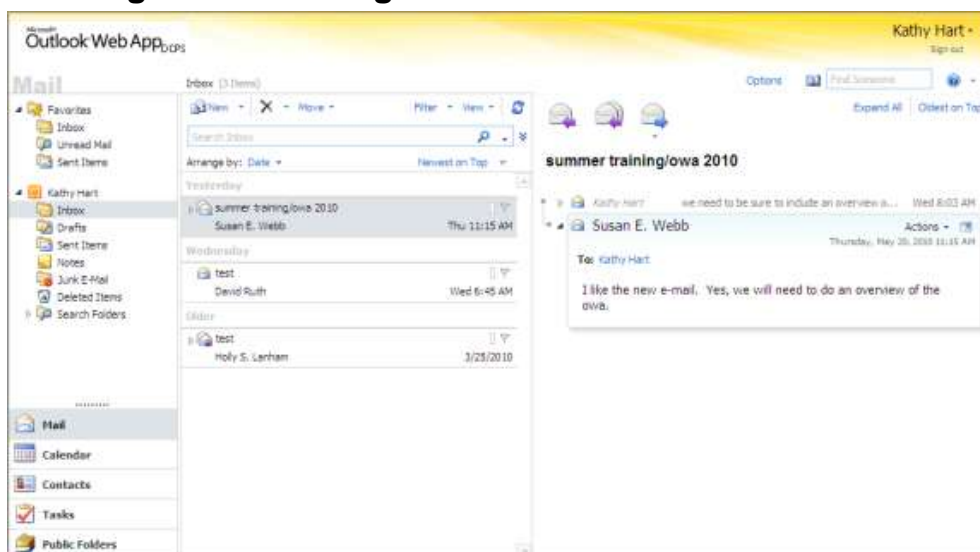 Microsoft
Outlook Web App DCPS
Kathy Hart
Sign out
Mail
Inbox (3 Items)
Options
Find Someone
Favorites
Inbox
Unread Mail
Sent Items
Kathy Hart
Inbox
Drafts
Sent Items
Notes
Junk E-Mail
Deleted Items
Search Folders
Mail
Calendar
Contacts
Tasks
Public Folders
New Move Filter View
Search Inbox
Arrange by: Date Newest on Top
Yesterday
summer training/owa 2010
Susan E. Webb Thu 11:15 AM
Wednesday
test
David Ruth Wed 6:45 AM
Older
test
Holly S. Lanham 3/25/2010
Expand All Oldest on Top
summer training/owa 2010
Kathy Hart we need to be sure to include an overview a... Wed 8:03 AM
Susan E. Webb Actions
Thursday, May 20, 2010 11:15 AM
To: Kathy Hart
I like the new e-mail. Yes, we will need to do an overview of the
owa.